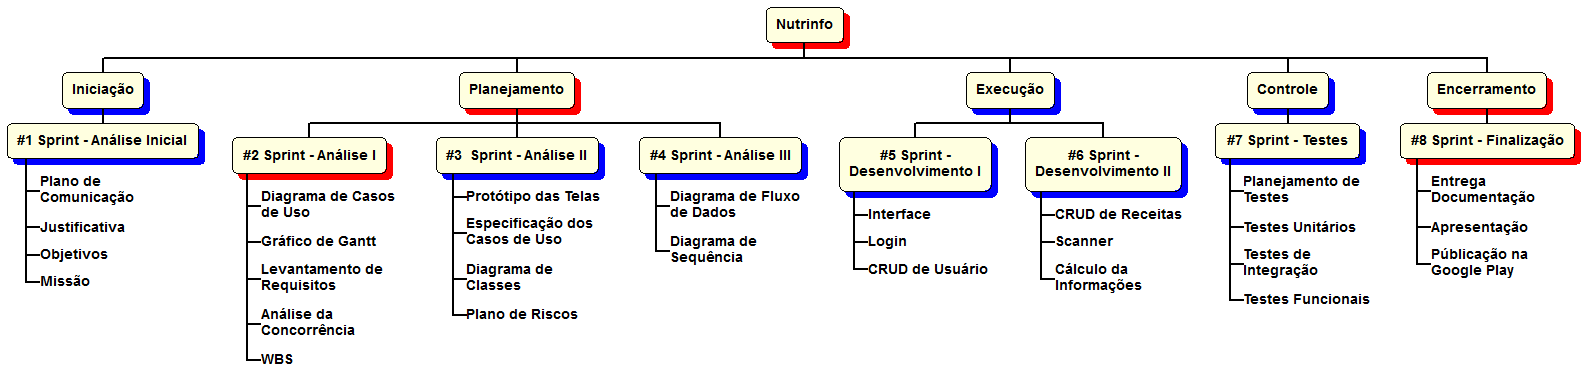 Nutrinfo
Iniciação
Planejamento
Execução
Controle
Encerramento
#1 Sprint - Análise Inicial
Plano de
Comunicação
Justificativa
Objetivos
Missão
#2 Sprint - Análise I
Diagrama de Casos
de Uso
Gráfico de Gantt
Levantamento de
Requisitos
Análise da
Concorrência
WBS
#3 Sprint - Análise II
Protótipo das Telas
Especificação dos
Casos de Uso
Diagrama de
Classes
Plano de Riscos
#4 Sprint - Análise III
Diagrama de Fluxo
de Dados
Diagrama de
Sequência
#5 Sprint -
Desenvolvimento I
Interface
Login
CRUD de Usuário
#6 Sprint -
Desenvolvimento II
CRUD de Receitas
Scanner
Cálculo da
Informações
#7 Sprint - Testes
Planejamento de
Testes
Testes Unitários
Testes de
Integração
Testes Funcionais
#8 Sprint - Finalização
Entrega
Documentação
Apresentação
Públicação na
Google Play